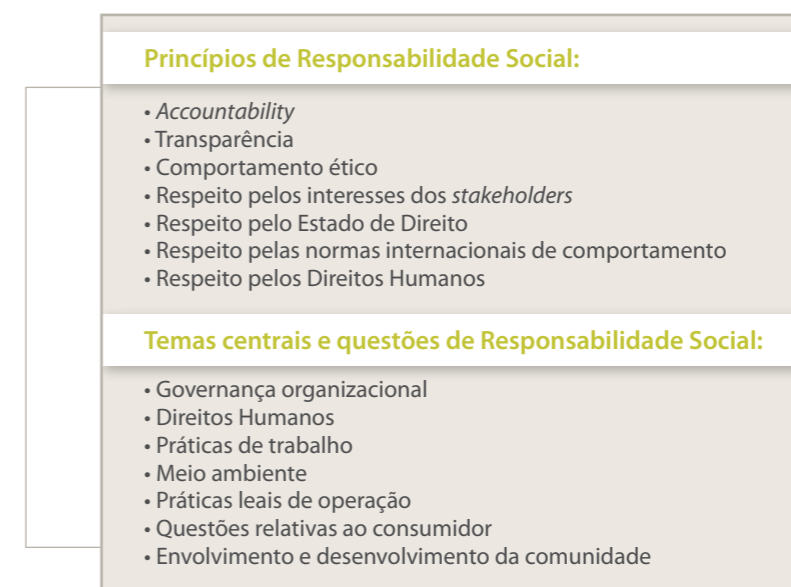 Princípios de Responsabilidade Social:
• Accountability
• Transparência
• Comportamento ético
• Respeito pelos interesses dos stakeholders
• Respeito pelo Estado de Direito
• Respeito pelas normas internacionais de comportamento
• Respeito pelos Direitos Humanos
Temas centrais e questões de Responsabilidade Social:
• Governança organizacional
• Direitos Humanos
• Práticas de trabalho
• Meio ambiente
• Práticas leais de operação
• Questões relativas ao consumidor
• Envolvimento e desenvolvimento da comunidade